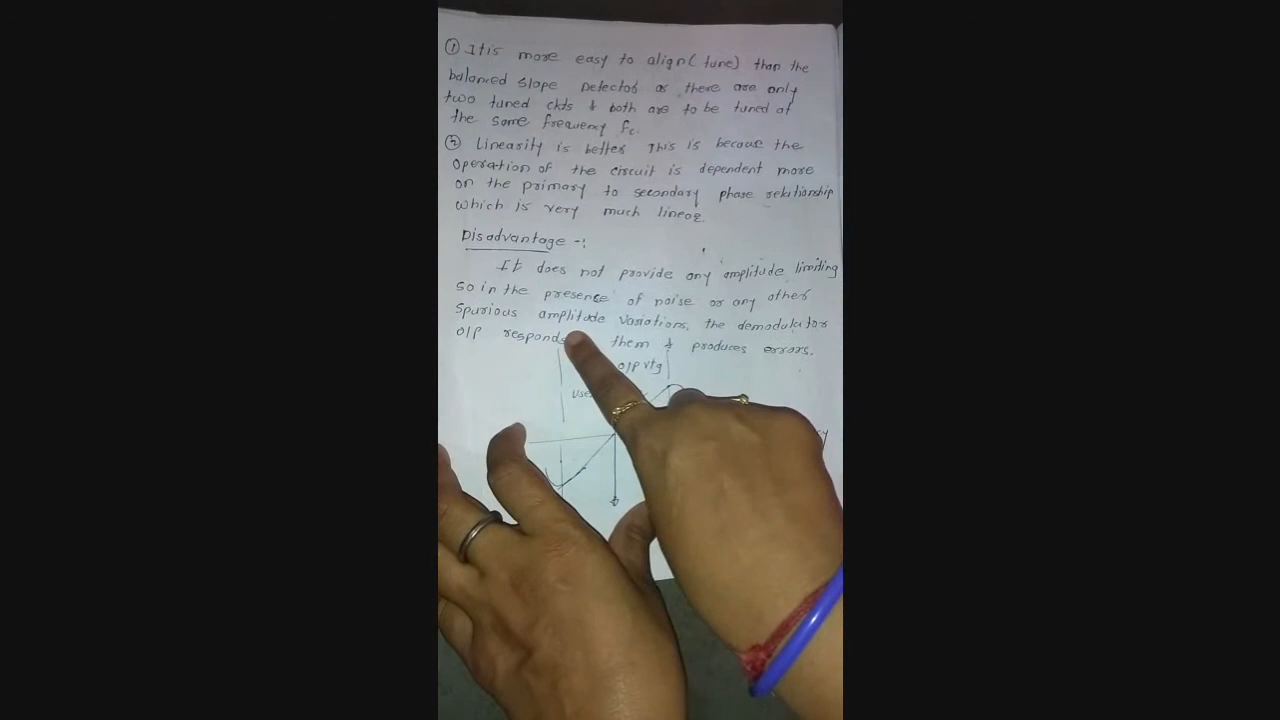 ① It is more easy to align (tune) than the
balanced slope Detector as there are only
two tuned ckts & both are to be tuned at
the same frequency fc.
② Linearity is better This is because the
operation of the circuit is dependent more
on the primary to secondary phase relationship
which is very much linear.
Disadvantage -:
It does not provide any amplitude limiting
so in the presence of noise or any other
spurious amplitude variations, the demodulator
o/p responds them & produces errors.
o/p vtg